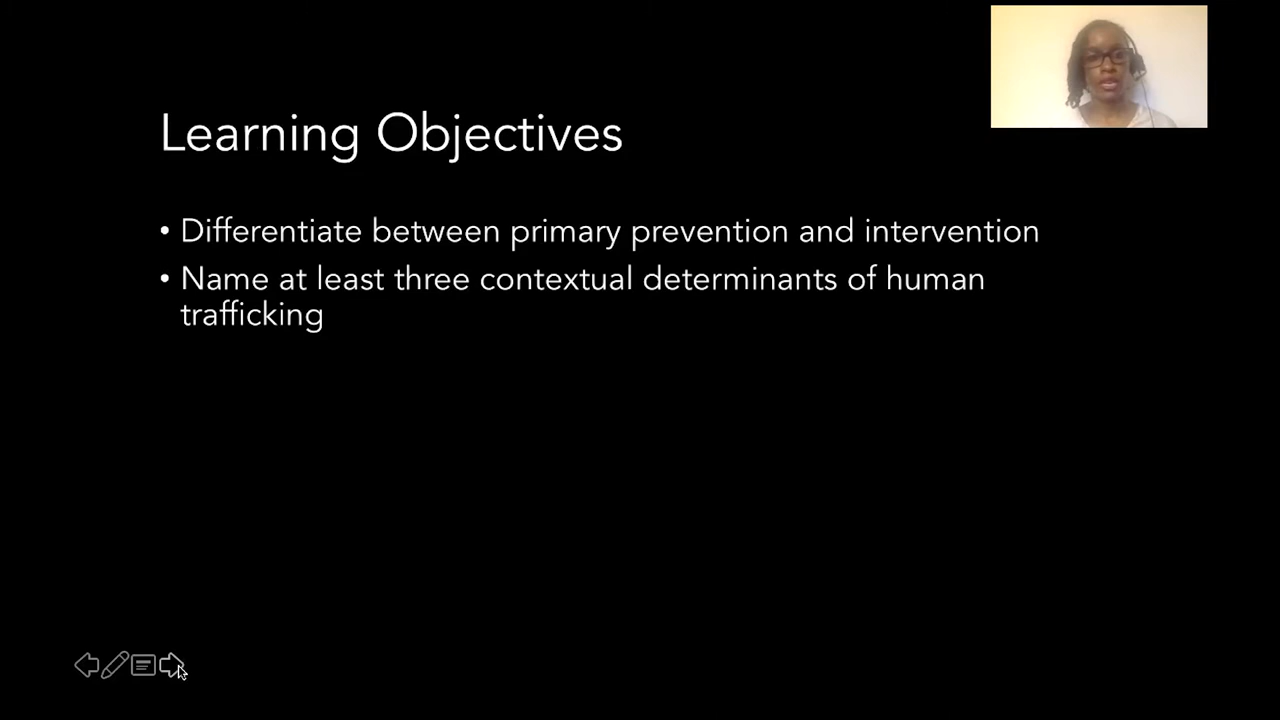 Learning Objectives
• Differentiate between primary prevention and intervention
• Name at least three contextual determinants of human
trafficking